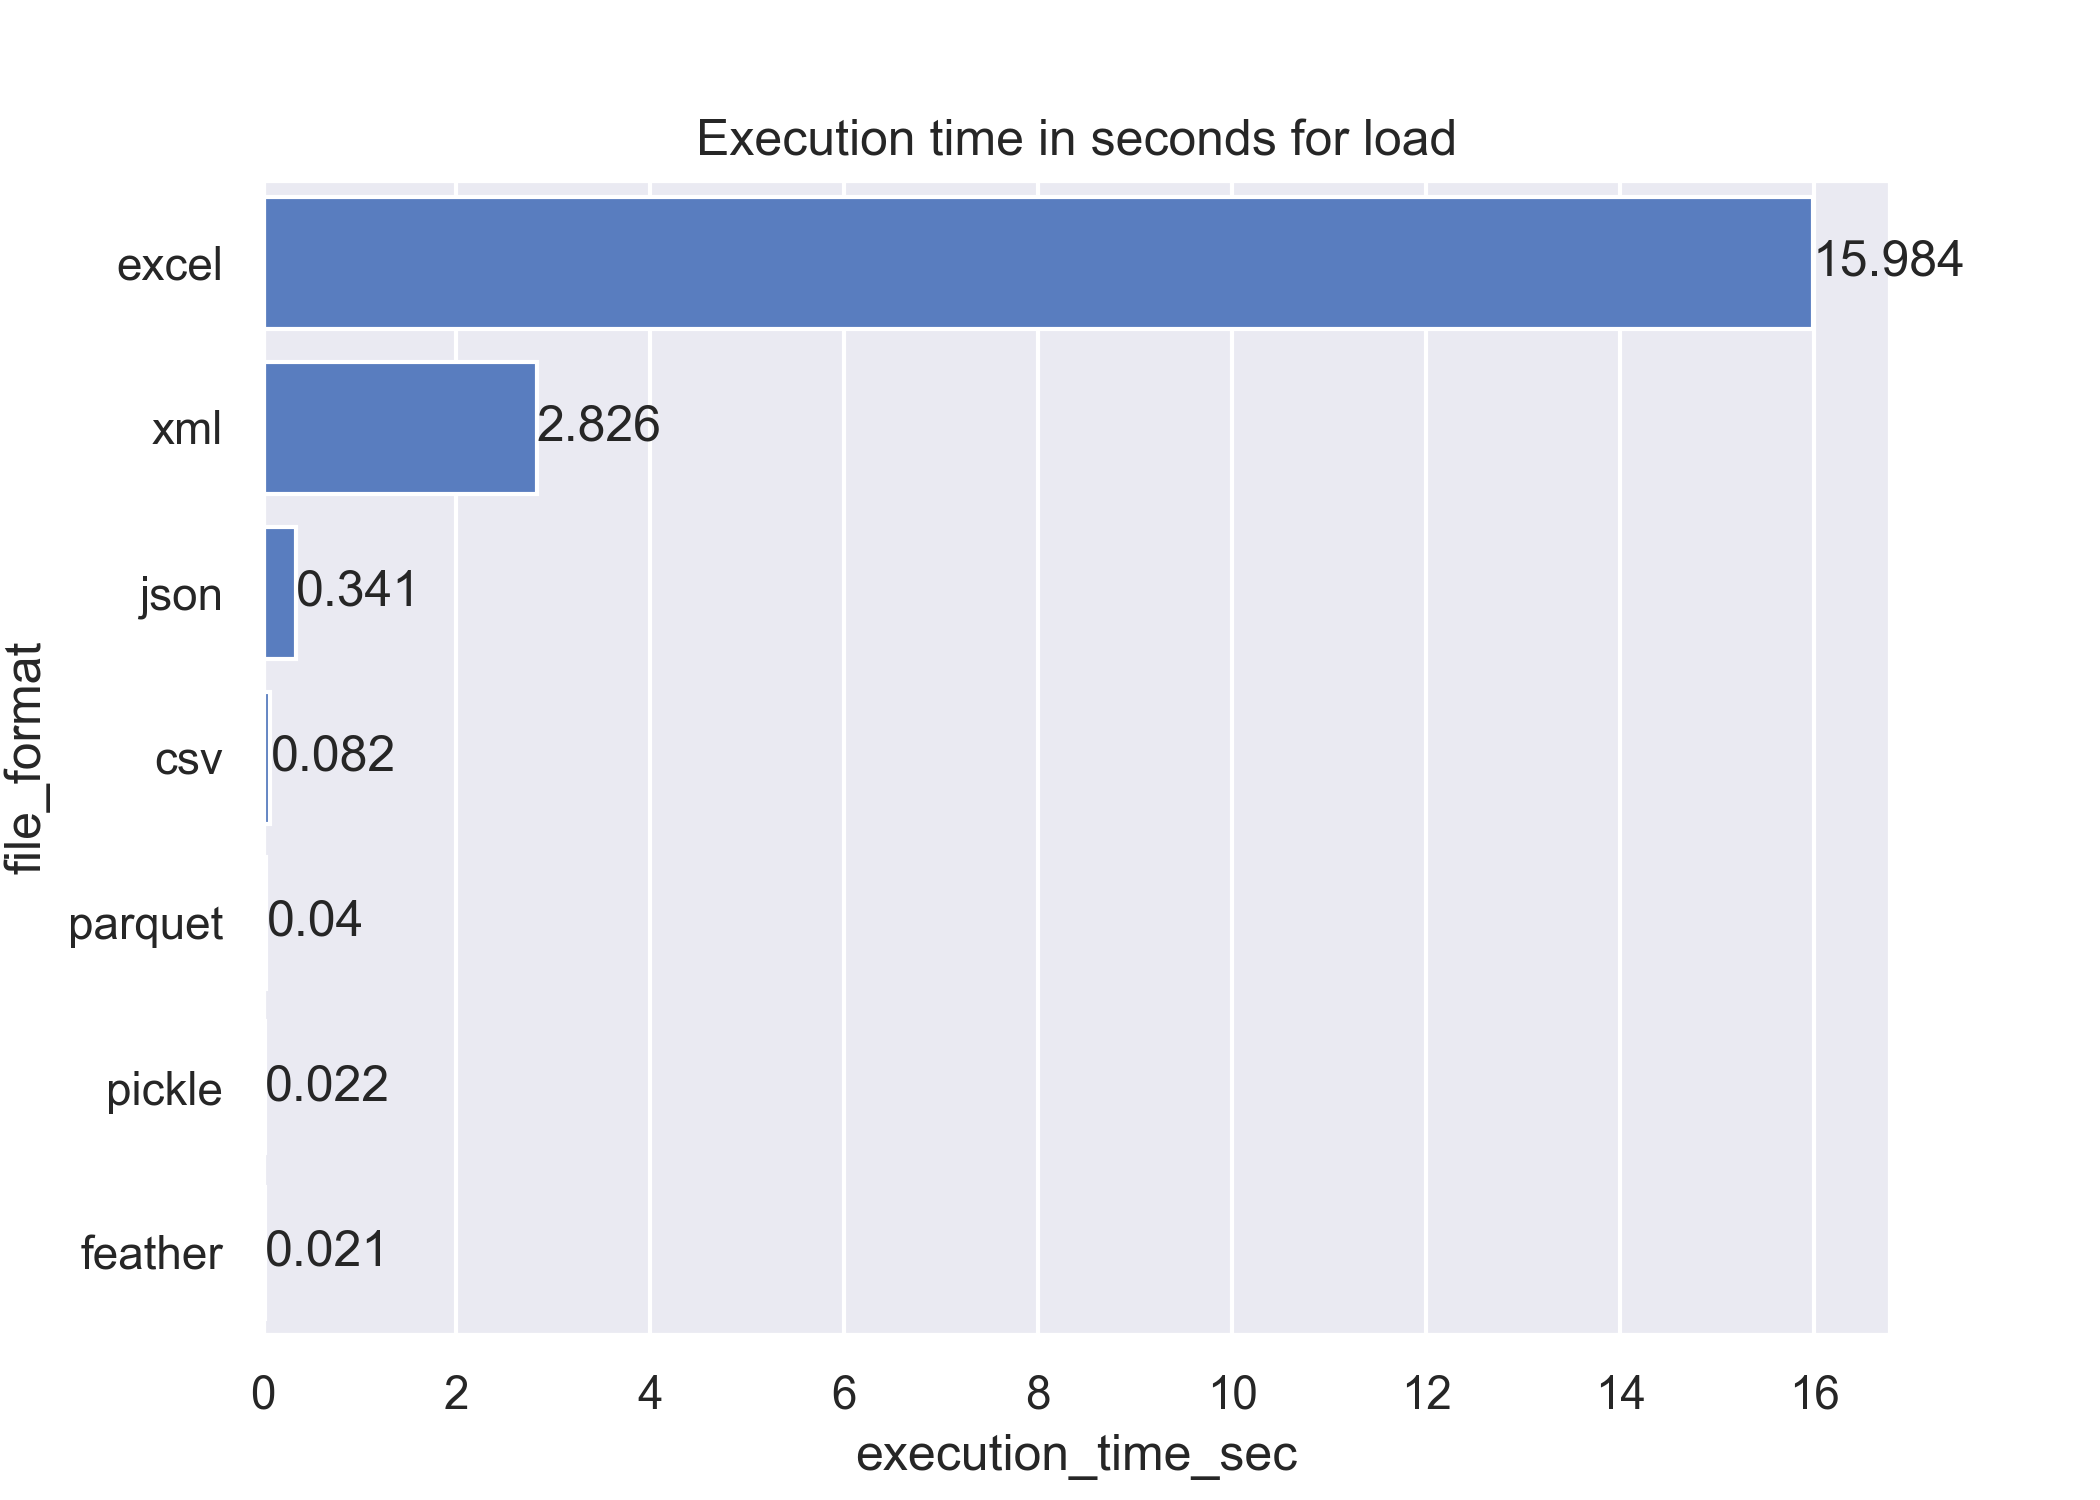 Execution time in seconds for load
file_format
excel 15.984
xml 2.826
json 0.341
csv 0.082
parquet 0.04
pickle 0.022
feather 0.021
0 2 4 6 8 10 12 14 16
execution_time_sec